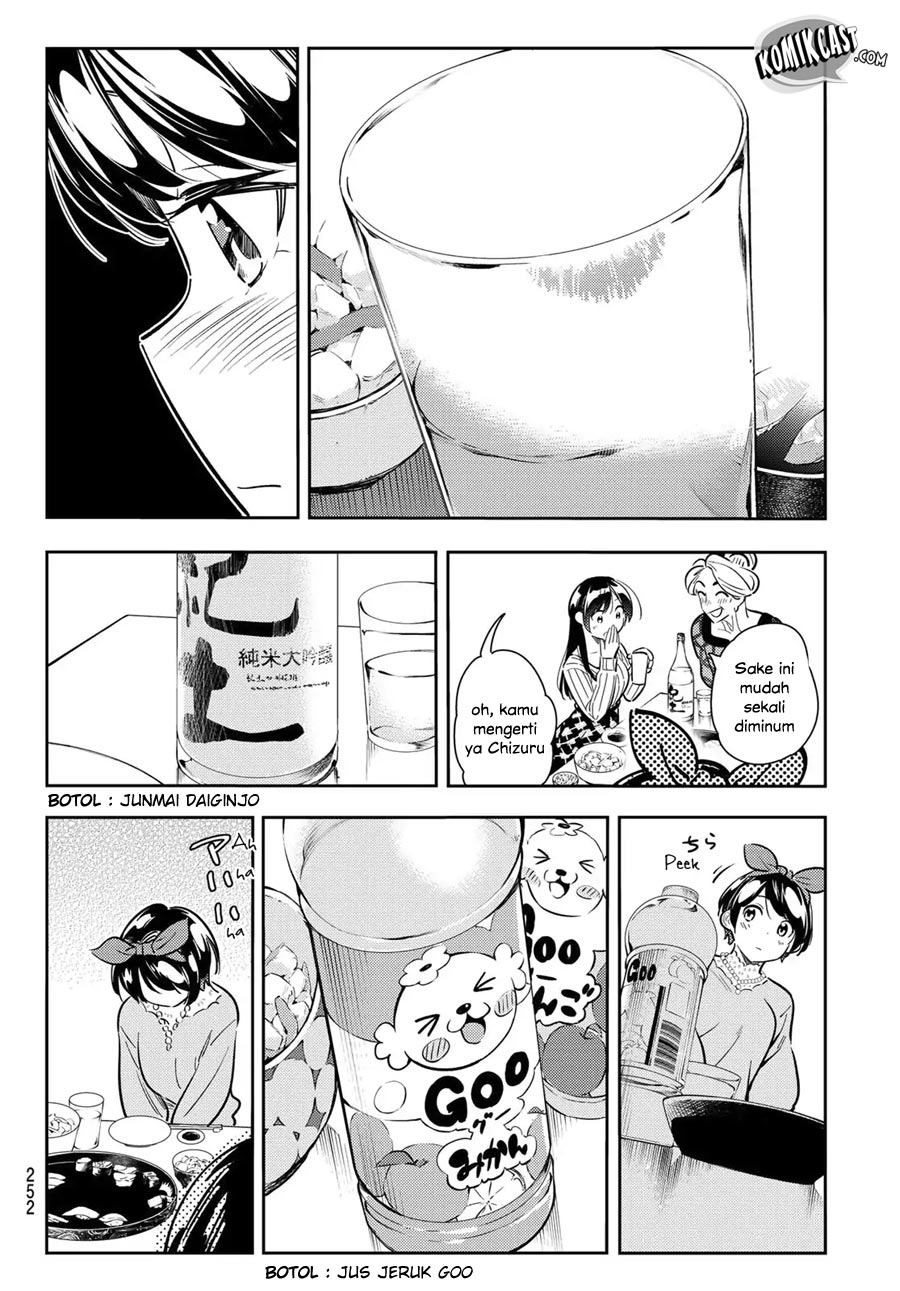 KOMIKCAST
.COM
Sake ini
mudah
sekali
diminum
oh, kamu
mengerti
ya Chizuru
紀土
純米大吟醸
BOTOL : JUNMAI DAIGINJO
ちら
Peek
Goo
Goo
Goo
グー
みかん
BOTOL : JUS JERUK GOO
Ah
ha
ha
252